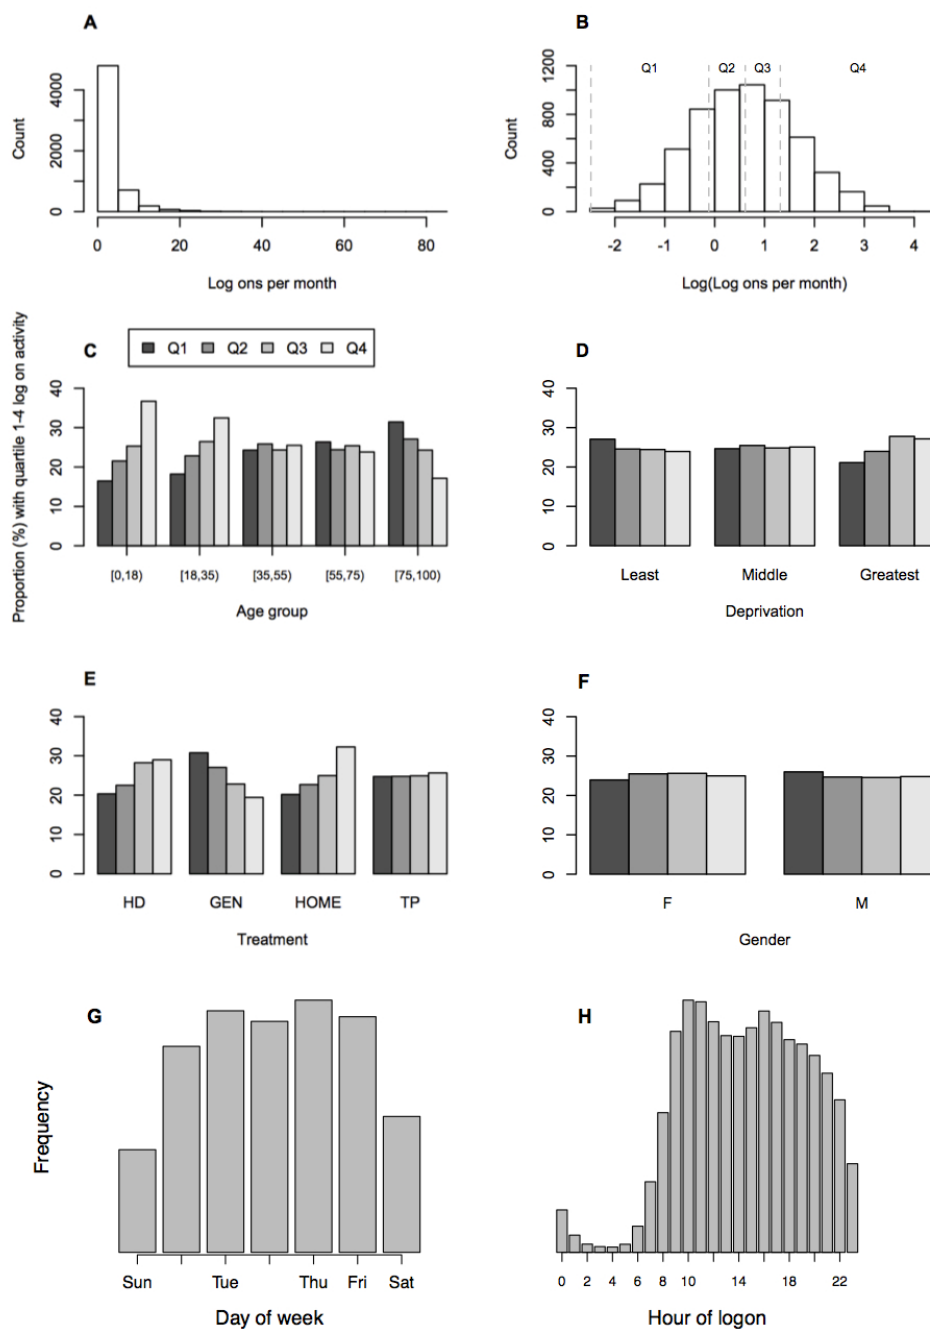 A
Count
0 2000 4000
0 20 40 60 80
Log ons per month
B
Count
0 400 800 1200
Q1 Q2 Q3 Q4
-2 -1 0 1 2 3 4
Log(Log ons per month)
Proportion (%) with quartile 1-4 log on activity
C
Q1 Q2 Q3 Q4
0 10 20 30 40
[0,18) [18,35) [35,55) [55,75) [75,100)
Age group
D
0 10 20 30 40
Least Middle Greatest
Deprivation
E
0 10 20 30 40
HD GEN HOME TP
Treatment
F
0 10 20 30 40
F M
Gender
G
Frequency
Sun Tue Thu Fri Sat
Day of week
H
0 2 4 6 8 10 14 18 22
Hour of logon